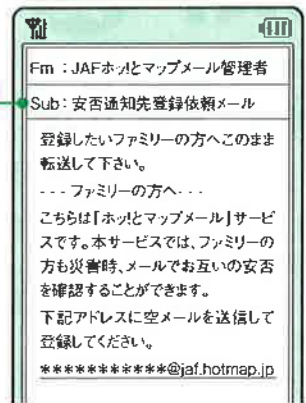 Fm：JAFホッ!とマップメール管理者
Sub：安否通知先登録依頼メール
登録したいファミリーの方へこのまま
転送して下さい。
- - - ファミリーの方へ- - -
こちらは「ホッ!とマップメール」サービ
スです。本サービスでは、ファミリーの
方も災害時、メールでお互いの安否
を確認することができます。
下記アドレスに空メールを送信して
登録してください。
***********@jaf.hotmap.jp